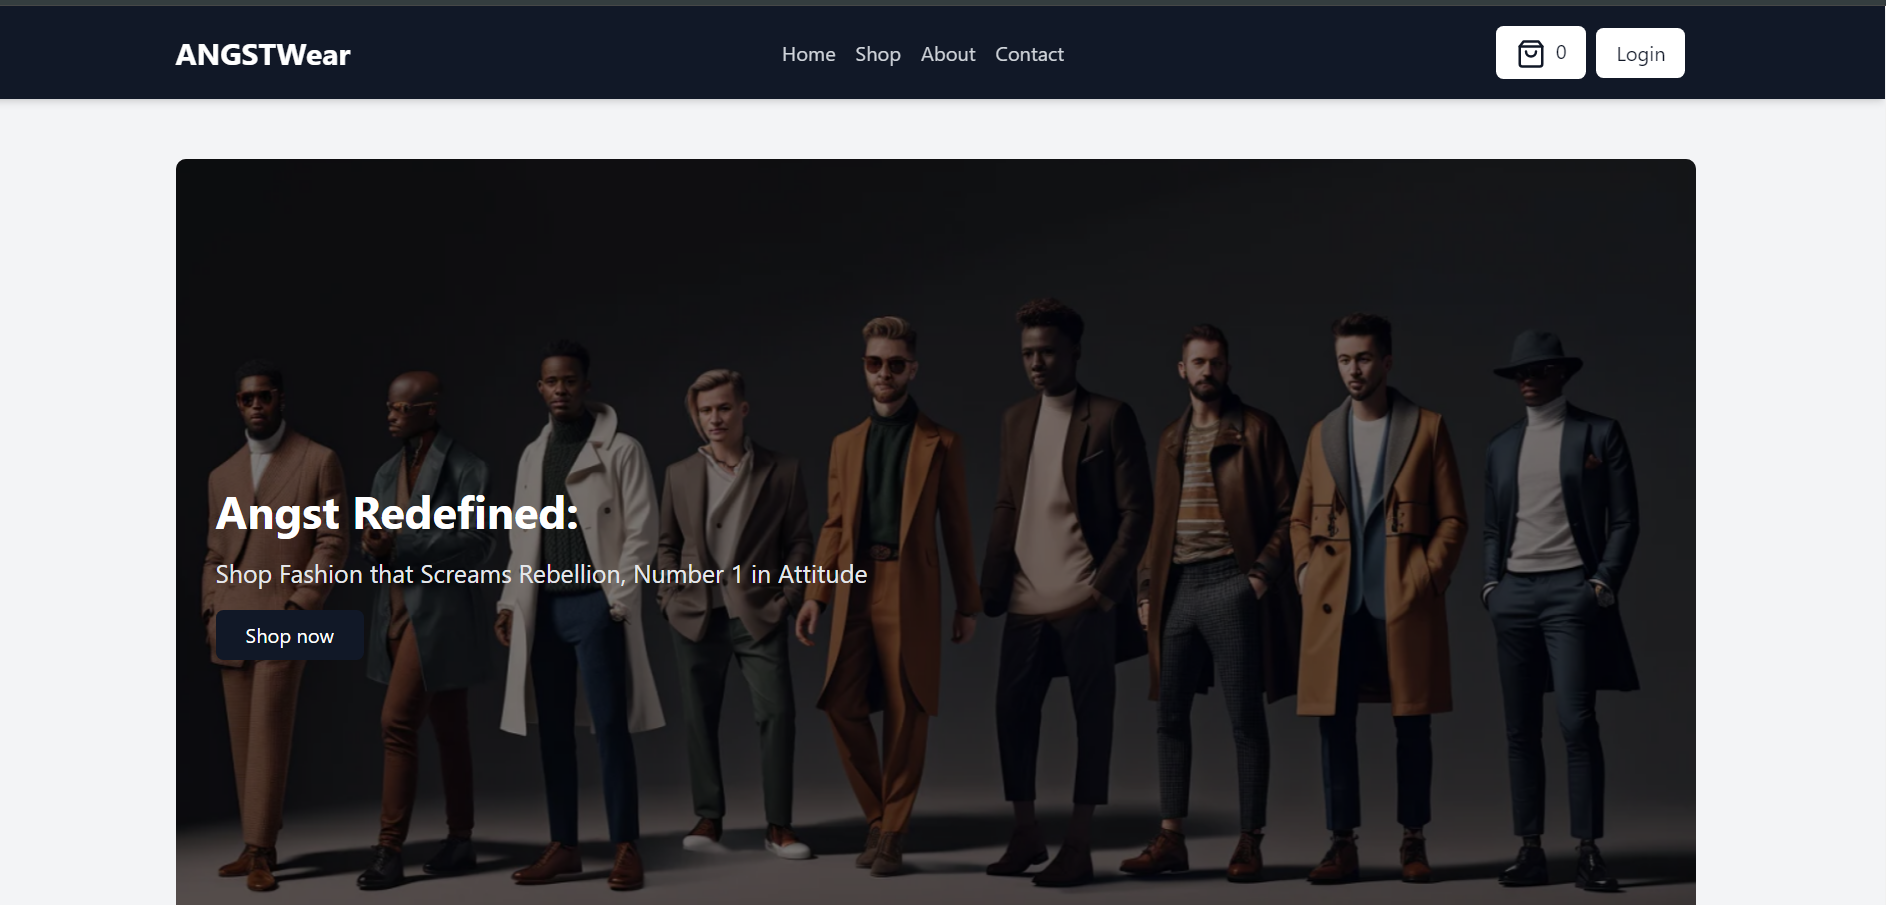 ANGSTWear
Home Shop About Contact
0
Login
Angst Redefined:
Shop Fashion that Screams Rebellion, Number 1 in Attitude
Shop now